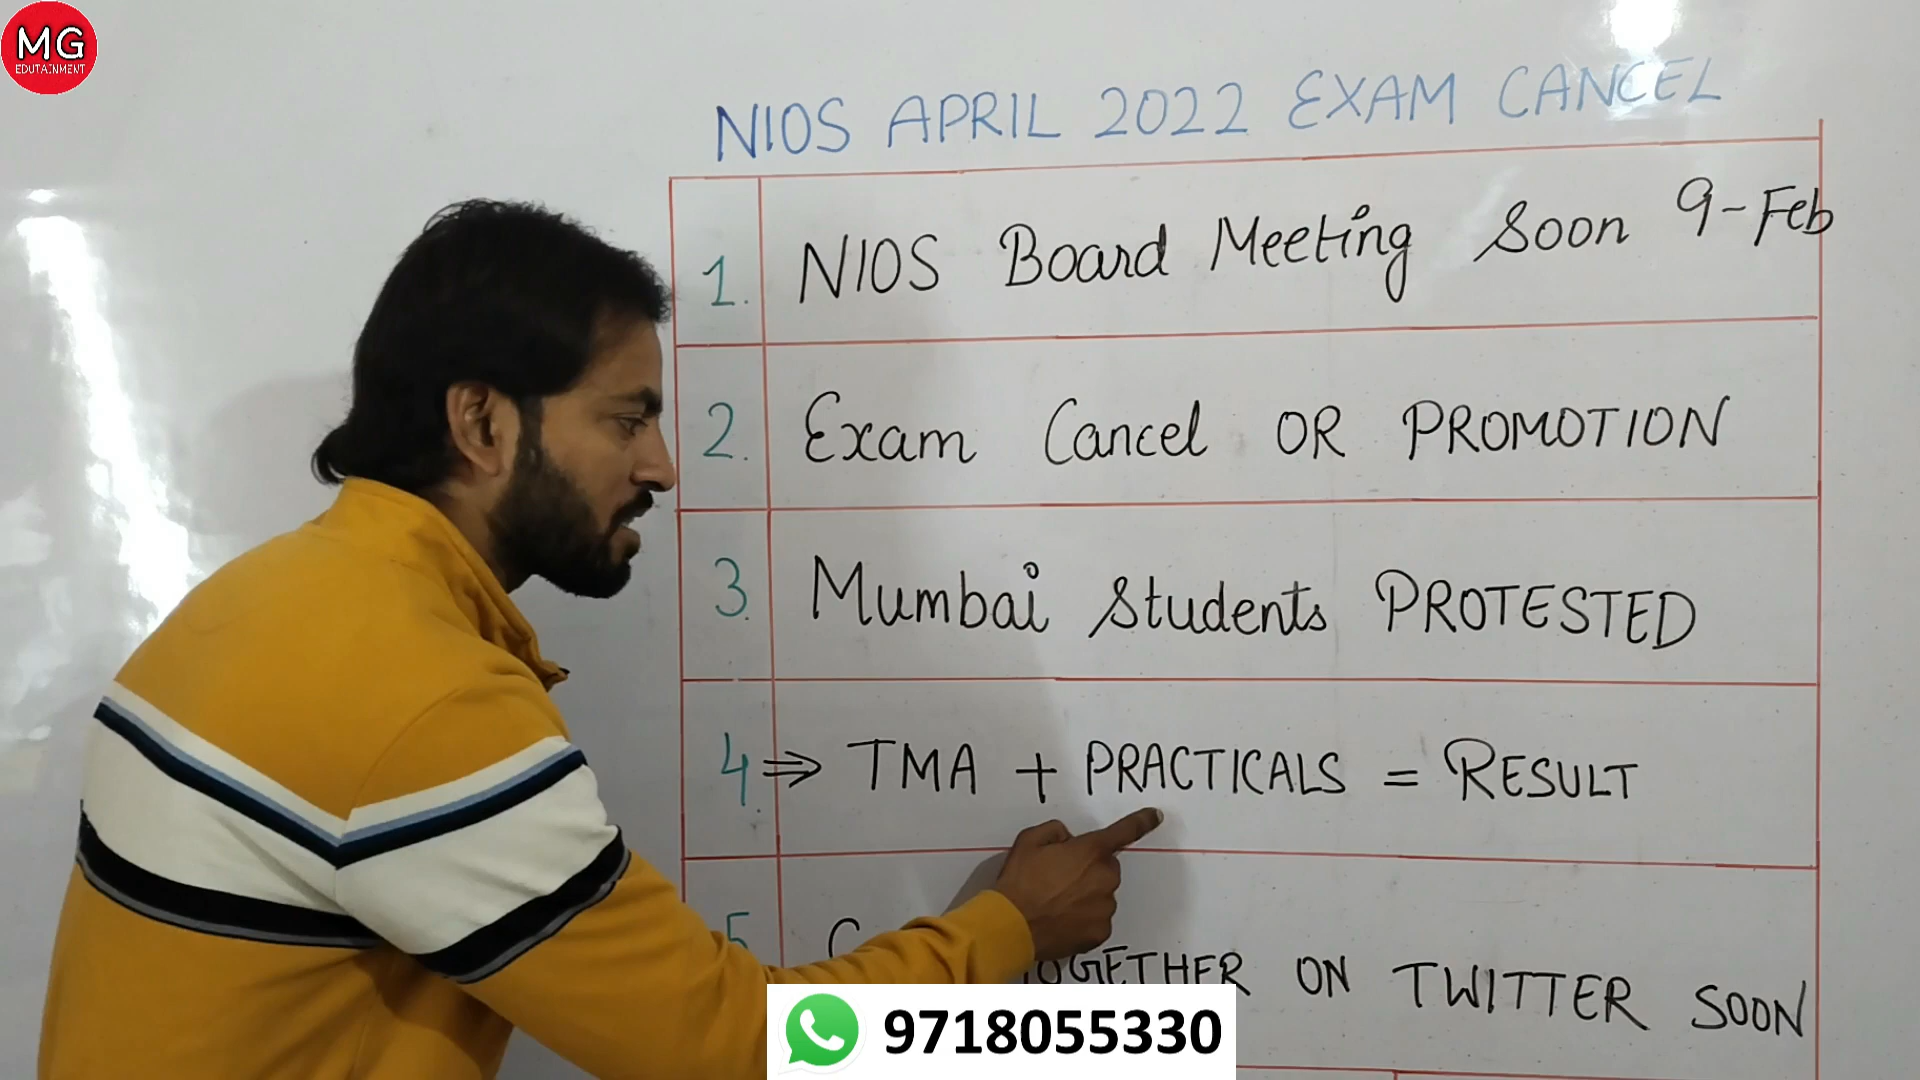 MG
EDUTAINMENT
NIOS APRIL 2022 EXAM CANCEL
1. NIOS Board Meeting Soon 9-Feb
2. Exam Cancel OR PROMOTION
3. Mumbai Students PROTESTED
4. ⇒ TMA + PRACTICALS = RESULT
5 TOGETHER ON TWITTER SOON
9718055330